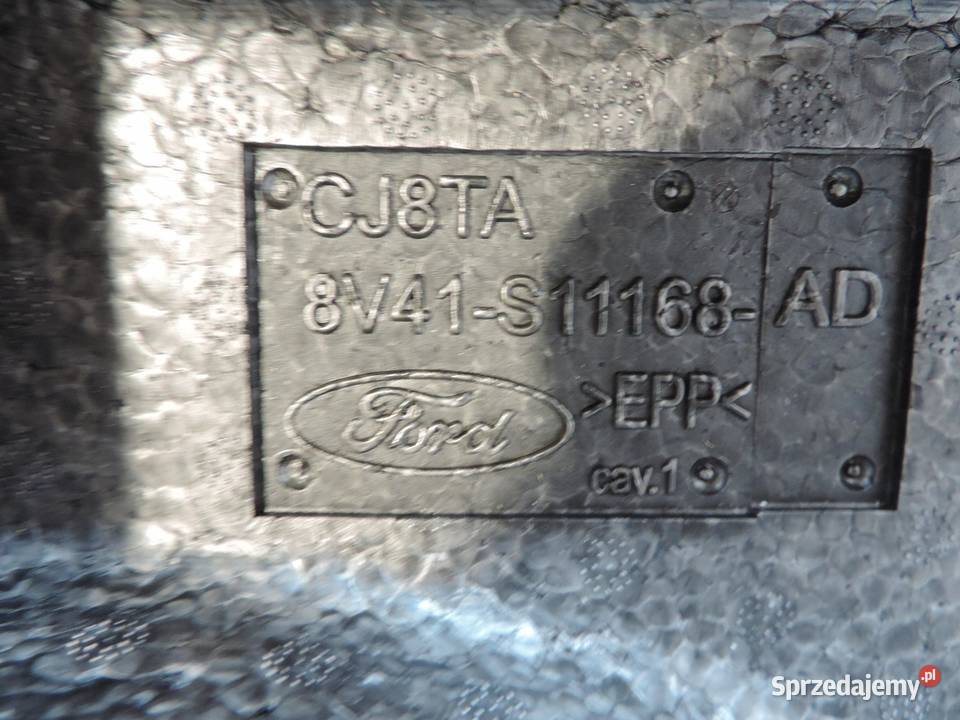 CJ8TA
8V41-S11168-AD
Ford >EPP<
cav.1
Sprzedajemy.pl